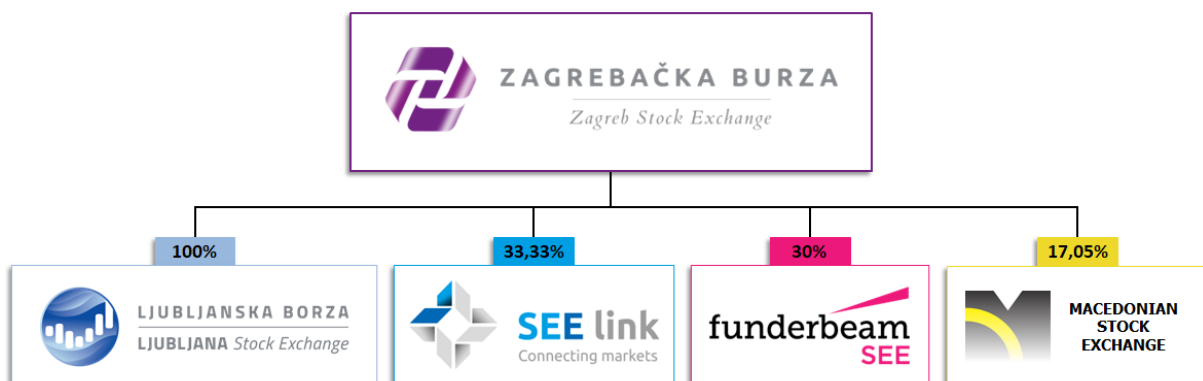 ZAGREBAČKA BURZA
Zagreb Stock Exchange
100%
33,33%
30%
17,05%
LJUBLJANSKA BORZA
LJUBLJANA Stock Exchange
SEE link
Connecting markets
funderbeam
SEE
MACEDONIAN
STOCK
EXCHANGE